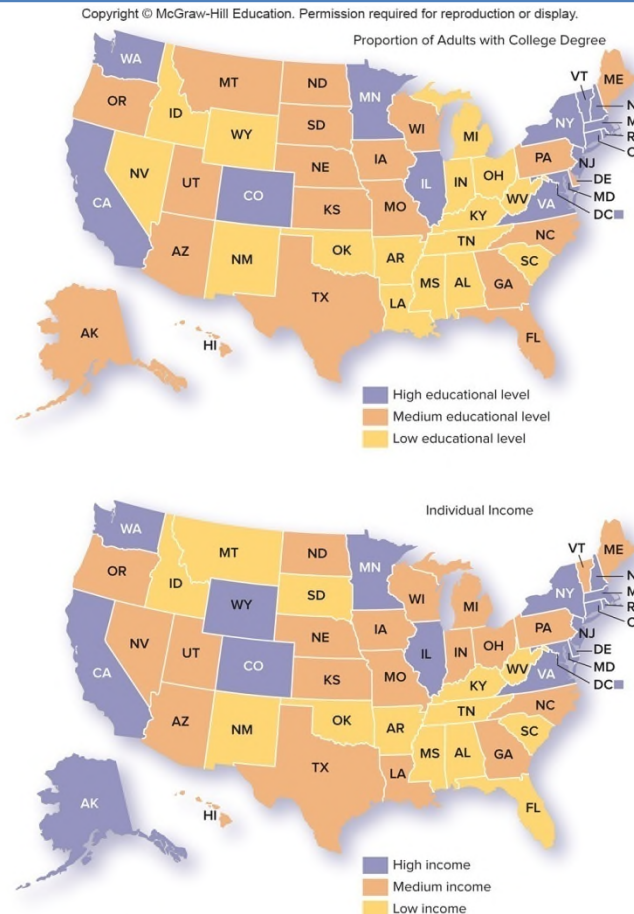 Copyright © McGraw-Hill Education. Permission required for reproduction or display.
Proportion of Adults with College Degree
WA
MT
ND
MN
VT
ME
OR
ID
SD
WI
NY
WY
MI
NV
NE
IA
PA
NJ
CA
UT
CO
IL
IN
OH
DE
KS
MO
WV
VA
MD
KY
DC
AZ
NM
OK
AR
TN
NC
SC
TX
MS
AL
GA
LA
AK
HI
FL
High educational level
Medium educational level
Low educational level
Individual Income
WA
MT
ND
MN
VT
ME
OR
ID
SD
WI
NY
WY
MI
NV
NE
IA
PA
NJ
CA
UT
CO
IL
IN
OH
DE
KS
MO
WV
VA
MD
KY
DC
AZ
NM
OK
AR
TN
NC
SC
TX
MS
AL
GA
LA
AK
HI
FL
High income
Medium income
Low income